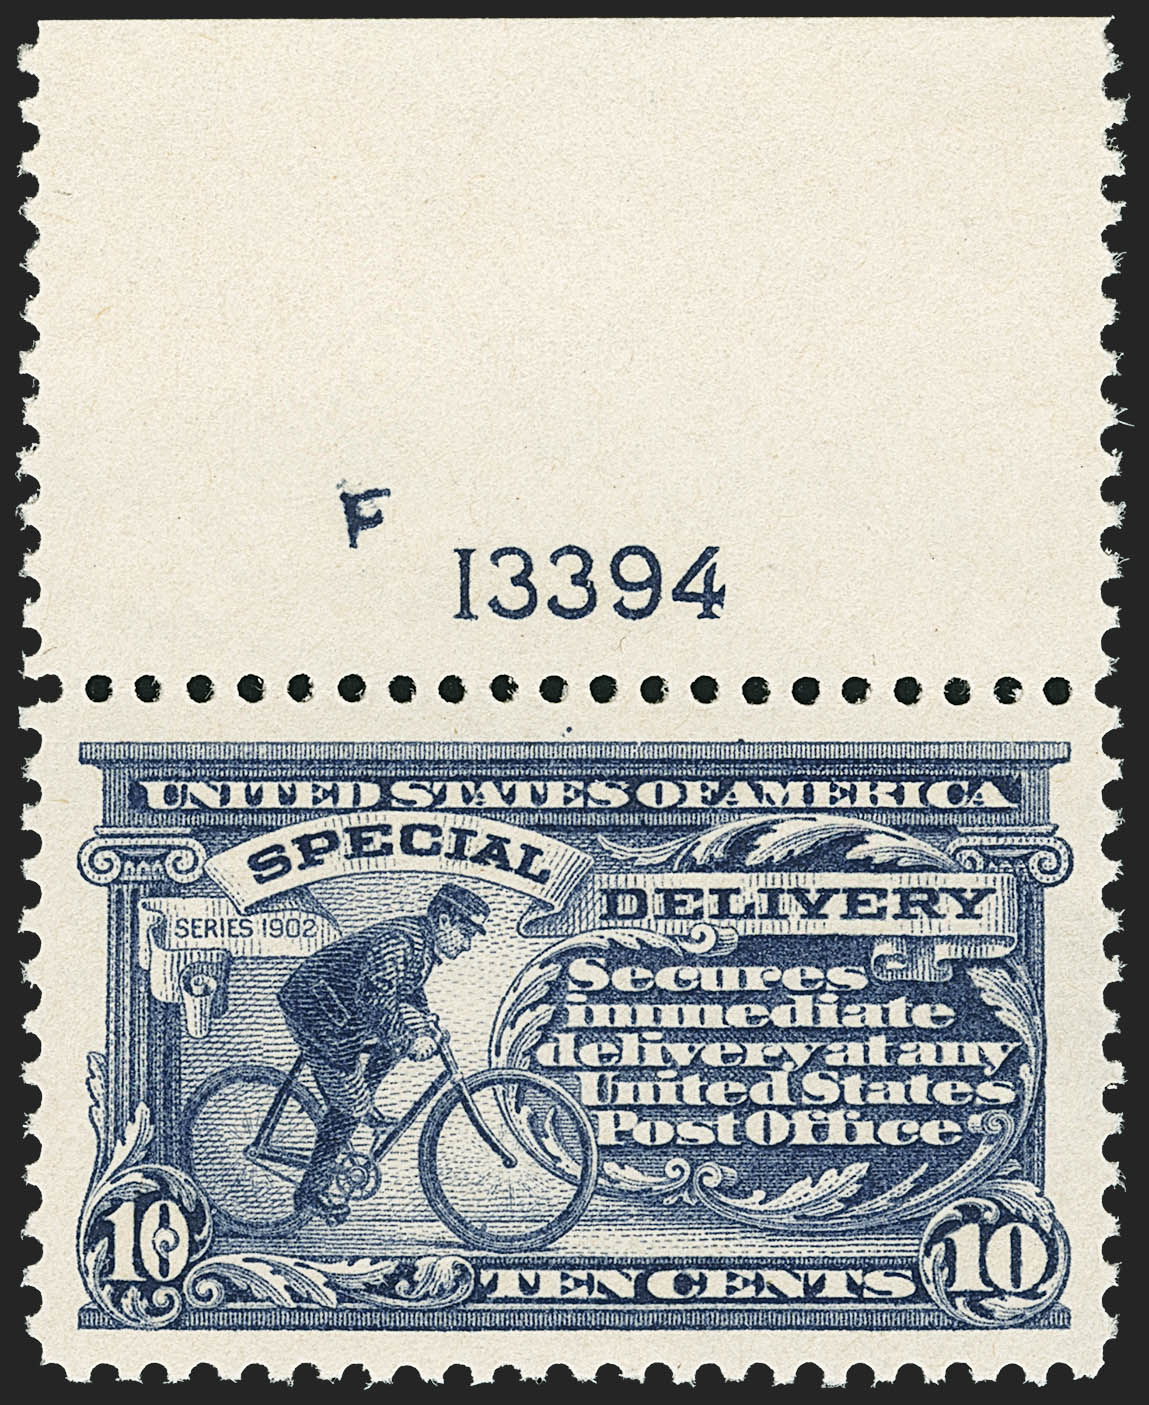 F
13394
UNITED STATES OF AMERICA
SPECIAL
DELIVERY
SERIES 1902
Secures
immediate
delivery at any
United States
Post Office
10
TEN CENTS
10